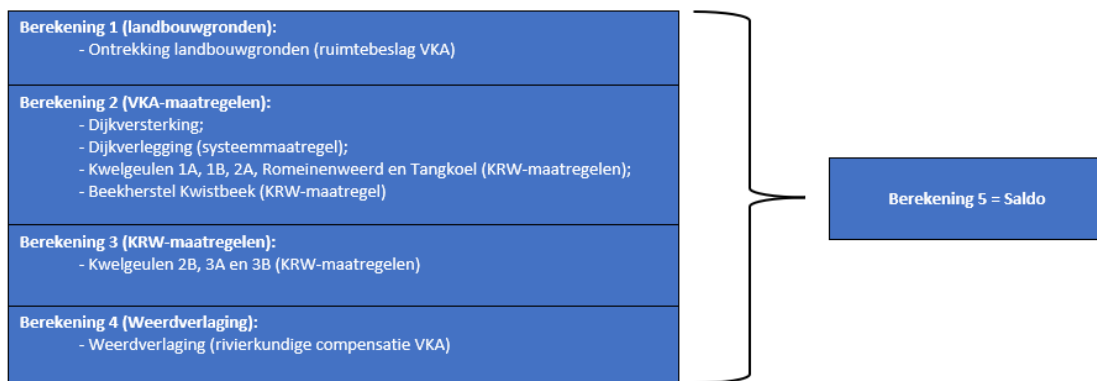 Berekening 1 (landbouwgronden):
- Ontrekking landbouwgronden (ruimtebeslag VKA)
Berekening 2 (VKA-maatregelen):
- Dijkversterking;
- Dijkverlegging (systeemmaatregel);
- Kwelgeulen 1A, 1B, 2A, Romeinenweerd en Tangkoel (KRW-maatregelen);
- Beekherstel Kwistbeek (KRW-maatregel)
Berekening 3 (KRW-maatregelen):
- Kwelgeulen 2B, 3A en 3B (KRW-maatregelen)
Berekening 4 (Weerdverlaging):
- Weerdverlaging (rivierkundige compensatie VKA)
Berekening 5 = Saldo